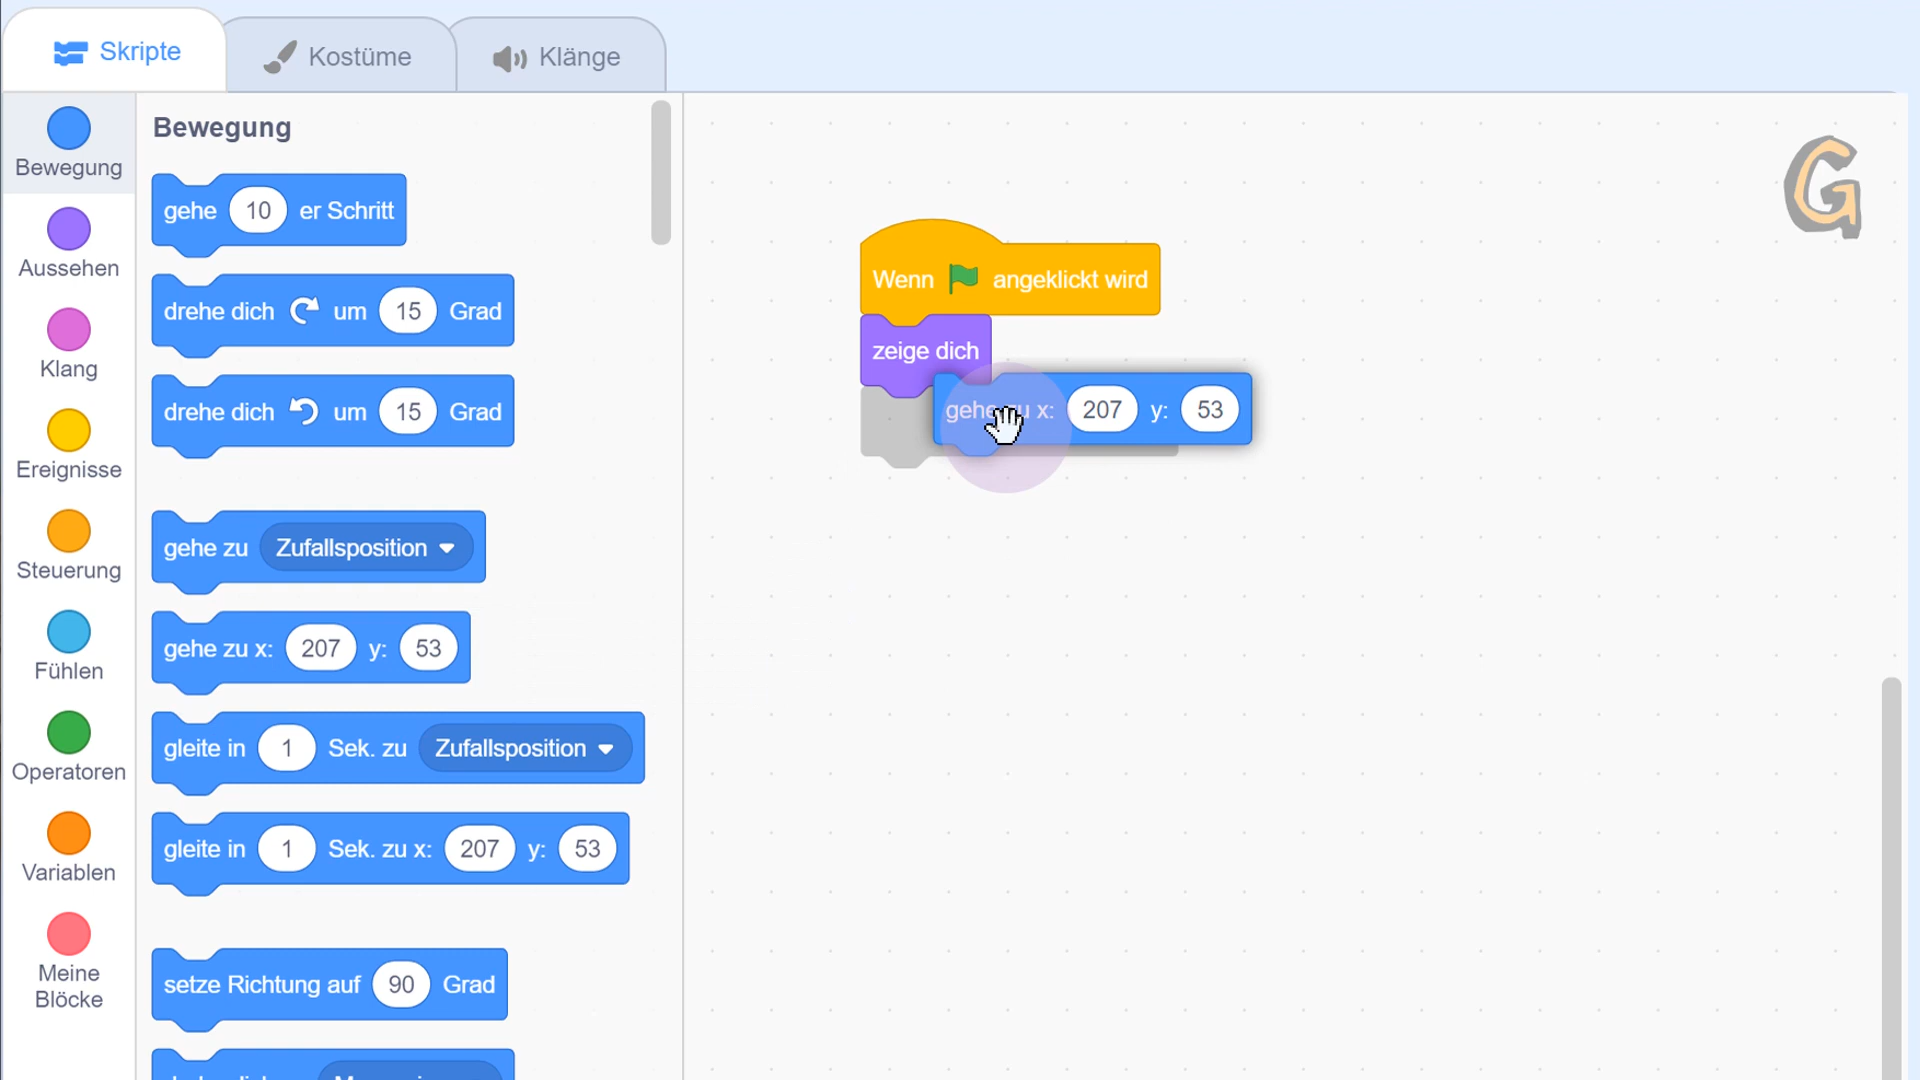 Skripte
Kostüme
Klänge
Bewegung
Aussehen
Klang
Ereignisse
Steuerung
Fühlen
Operatoren
Variablen
Meine
Blöcke
Bewegung
gehe 10 er Schritt
drehe dich um 15 Grad
drehe dich um 15 Grad
gehe zu Zufallsposition
gehe zu x: 207 y: 53
gleite in 1 Sek. zu Zufallsposition
gleite in 1 Sek. zu x: 207 y: 53
setze Richtung auf 90 Grad
Wenn angeklickt wird
zeige dich
gehe zu x: 207 y: 53
G